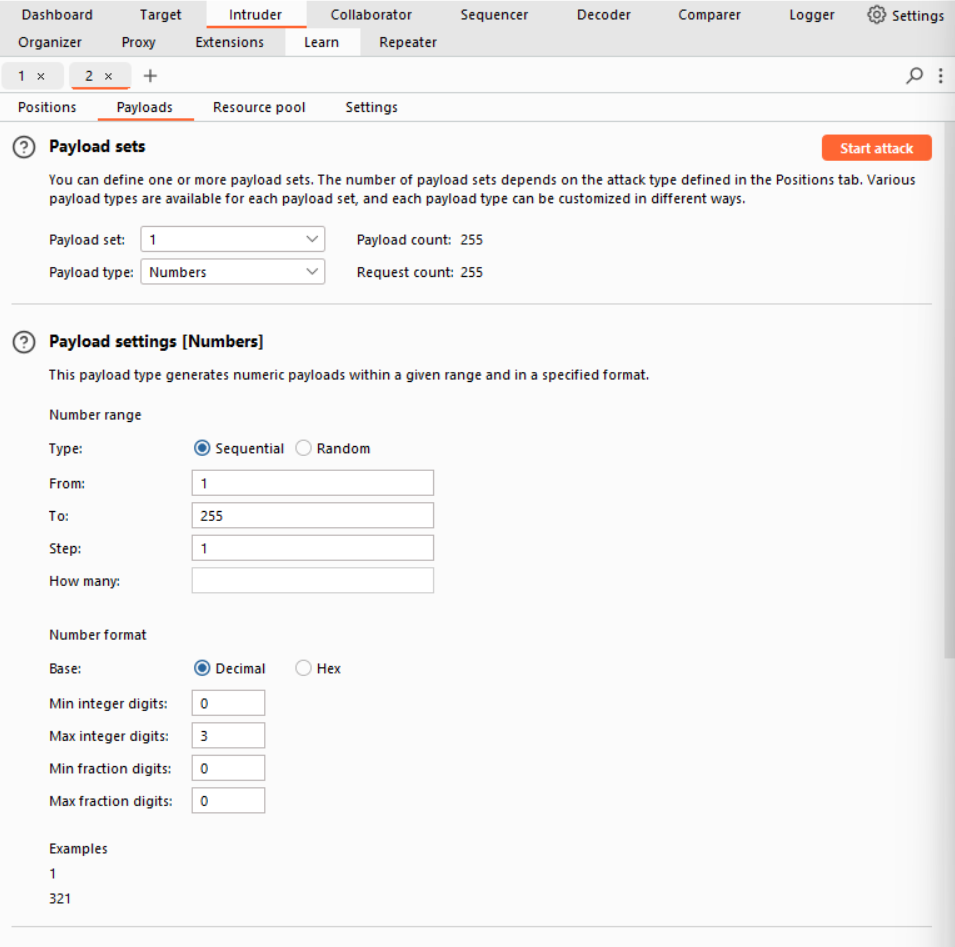 Dashboard Target Intruder Collaborator Sequencer Decoder Comparer Logger Settings
Organizer Proxy Extensions Learn Repeater
1 × 2 × +
Positions Payloads Resource pool Settings
? Payload sets Start attack
You can define one or more payload sets. The number of payload sets depends on the attack type defined in the Positions tab. Various
payload types are available for each payload set, and each payload type can be customized in different ways.
Payload set: 1 Payload count: 255
Payload type: Numbers Request count: 255
? Payload settings [Numbers]
This payload type generates numeric payloads within a given range and in a specified format.
Number range
Type: Sequential Random
From: 1
To: 255
Step: 1
How many:
Number format
Base: Decimal Hex
Min integer digits: 0
Max integer digits: 3
Min fraction digits: 0
Max fraction digits: 0
Examples
1
321